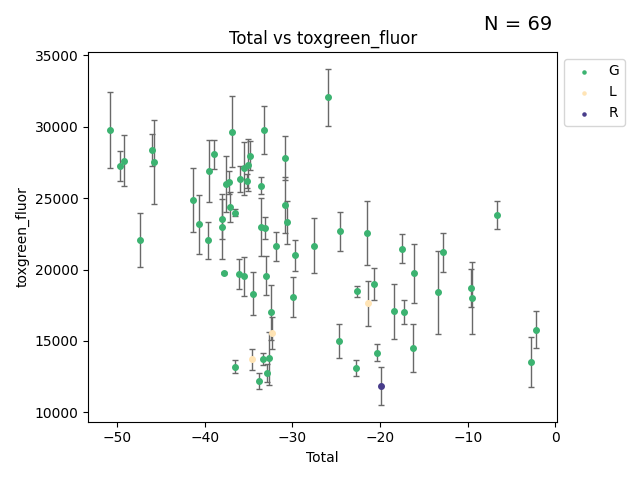 N = 69
Total vs toxgreen_fluor
35000
30000
25000
20000
15000
10000
toxgreen_fluor
−50
−40
−30
−20
−10
0
Total
G
L
R